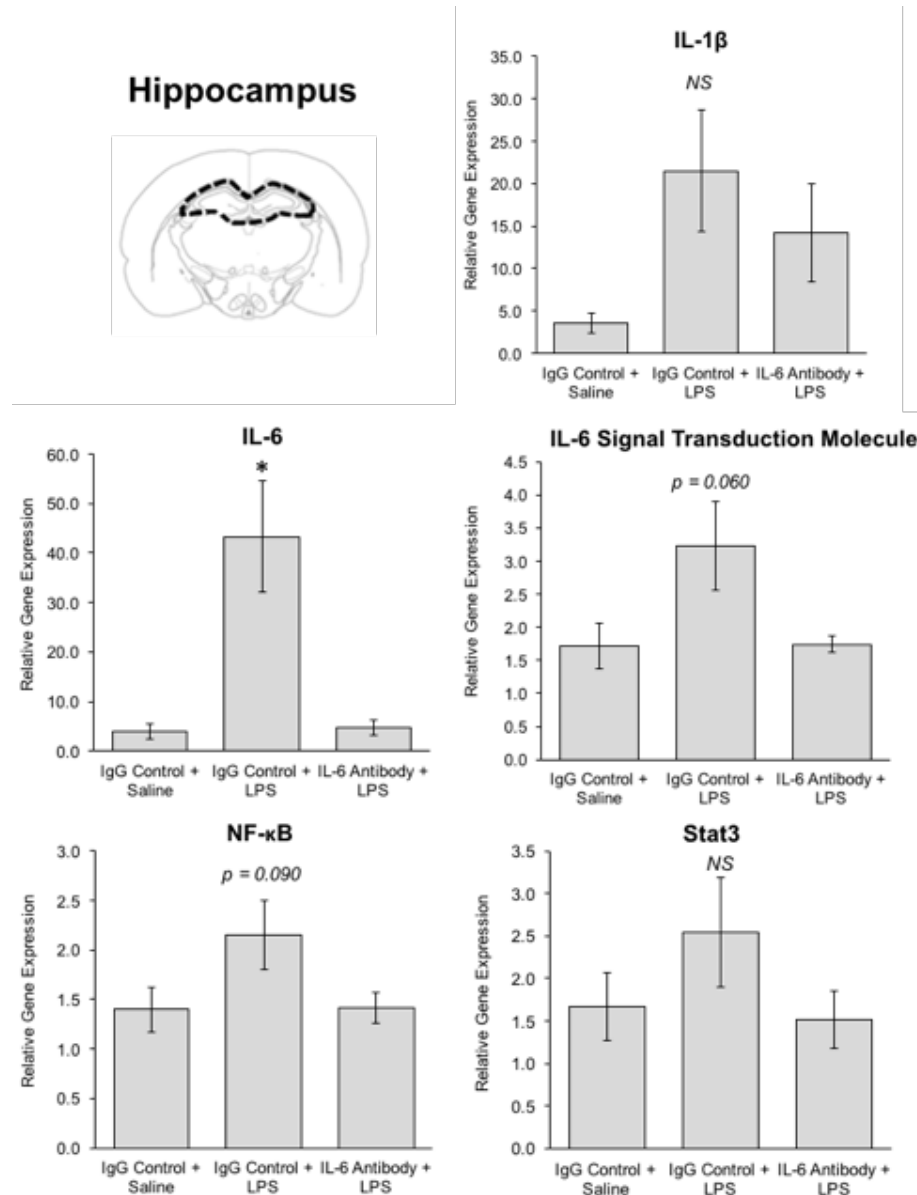 Hippocampus
IL-1β
Relative Gene Expression
35.0
30.0
25.0
20.0
15.0
10.0
5.0
0.0
NS
IgG Control +
Saline
IgG Control +
LPS
IL-6 Antibody +
LPS
IL-6
Relative Gene Expression
60.0
50.0
40.0
30.0
20.0
10.0
0.0
*
IgG Control +
Saline
IgG Control +
LPS
IL-6 Antibody +
LPS
IL-6 Signal Transduction Molecule
Relative Gene Expression
4.5
4.0
3.5
3.0
2.5
2.0
1.5
1.0
0.5
0.0
p = 0.060
IgG Control +
Saline
IgG Control +
LPS
IL-6 Antibody +
LPS
NF-κB
Relative Gene Expression
3.0
2.5
2.0
1.5
1.0
0.5
0.0
p = 0.090
IgG Control +
Saline
IgG Control +
LPS
IL-6 Antibody +
LPS
Stat3
Relative Gene Expression
3.5
3.0
2.5
2.0
1.5
1.0
0.5
0.0
NS
IgG Control +
Saline
IgG Control +
LPS
IL-6 Antibody +
LPS